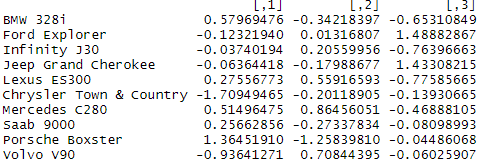 [,1] [,2] [,3]
BMW 328i 0.57969476 -0.34218397 -0.65310849
Ford Explorer -0.12321940 0.01316807 1.48882867
Infinity J30 -0.03740194 0.20559956 -0.76396663
Jeep Grand Cherokee -0.06364418 -0.17988677 1.43308215
Lexus ES300 0.27556773 0.55916593 -0.77585665
Chrysler Town & Country -1.70949465 -0.20118905 -0.13930665
Mercedes C280 0.51496475 0.86456051 -0.46888105
Saab 9000 0.25662856 -0.27337834 -0.08098993
Porsche Boxster 1.36451910 -1.25839810 -0.04486068
Volvo V90 -0.93641271 0.70844395 -0.06025907